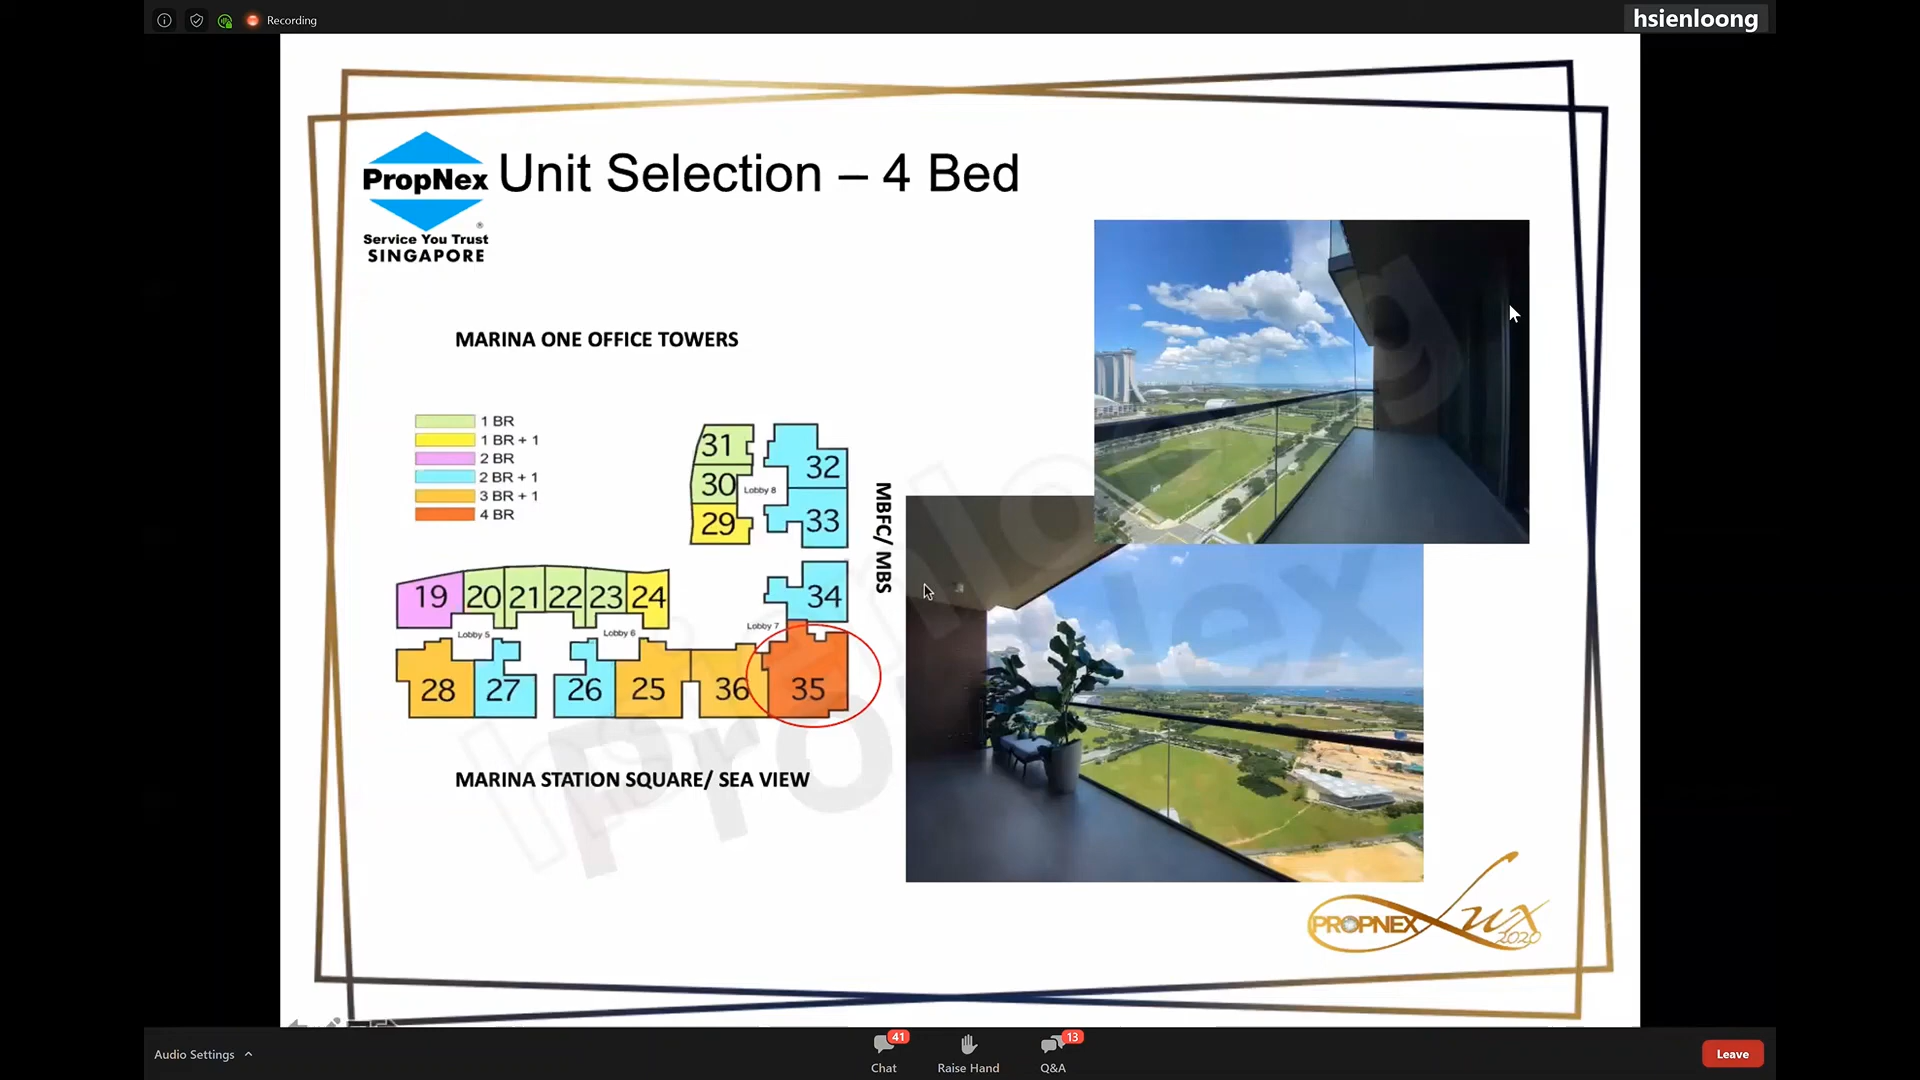 Recording
hsienloong
PropNex
®
Service You Trust
SINGAPORE
Unit Selection – 4 Bed
MARINA ONE OFFICE TOWERS
1 BR
1 BR + 1
2 BR
2 BR + 1
3 BR + 1
4 BR
31
30
29
Lobby 8
32
33
34
MBFC/ MBS
19
20
21
22
23
24
Lobby 5
Lobby 6
Lobby 7
28
27
26
25
36
35
MARINA STATION SQUARE/ SEA VIEW
hsienloong
PropNex
PROPNEX Lux
2020
Audio Settings
41
Chat
Raise Hand
13
Q&A
Leave